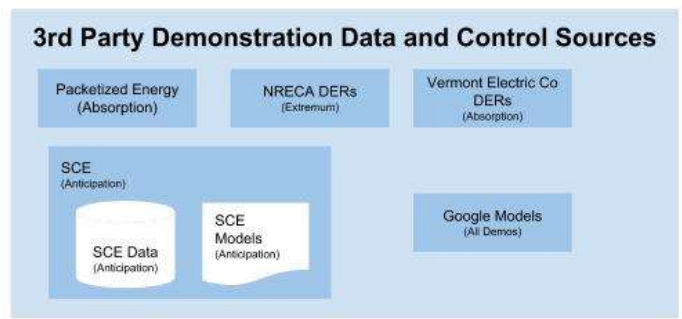 3rd Party Demonstration Data and Control Sources
Packetized Energy
(Absorption)
NRECA DERs
(Extremum)
Vermont Electric Co
DERs
(Absorption)
SCE
(Anticipation)
SCE Data
(Anticipation)
SCE
Models
(Anticipation)
Google Models
(All Demos)